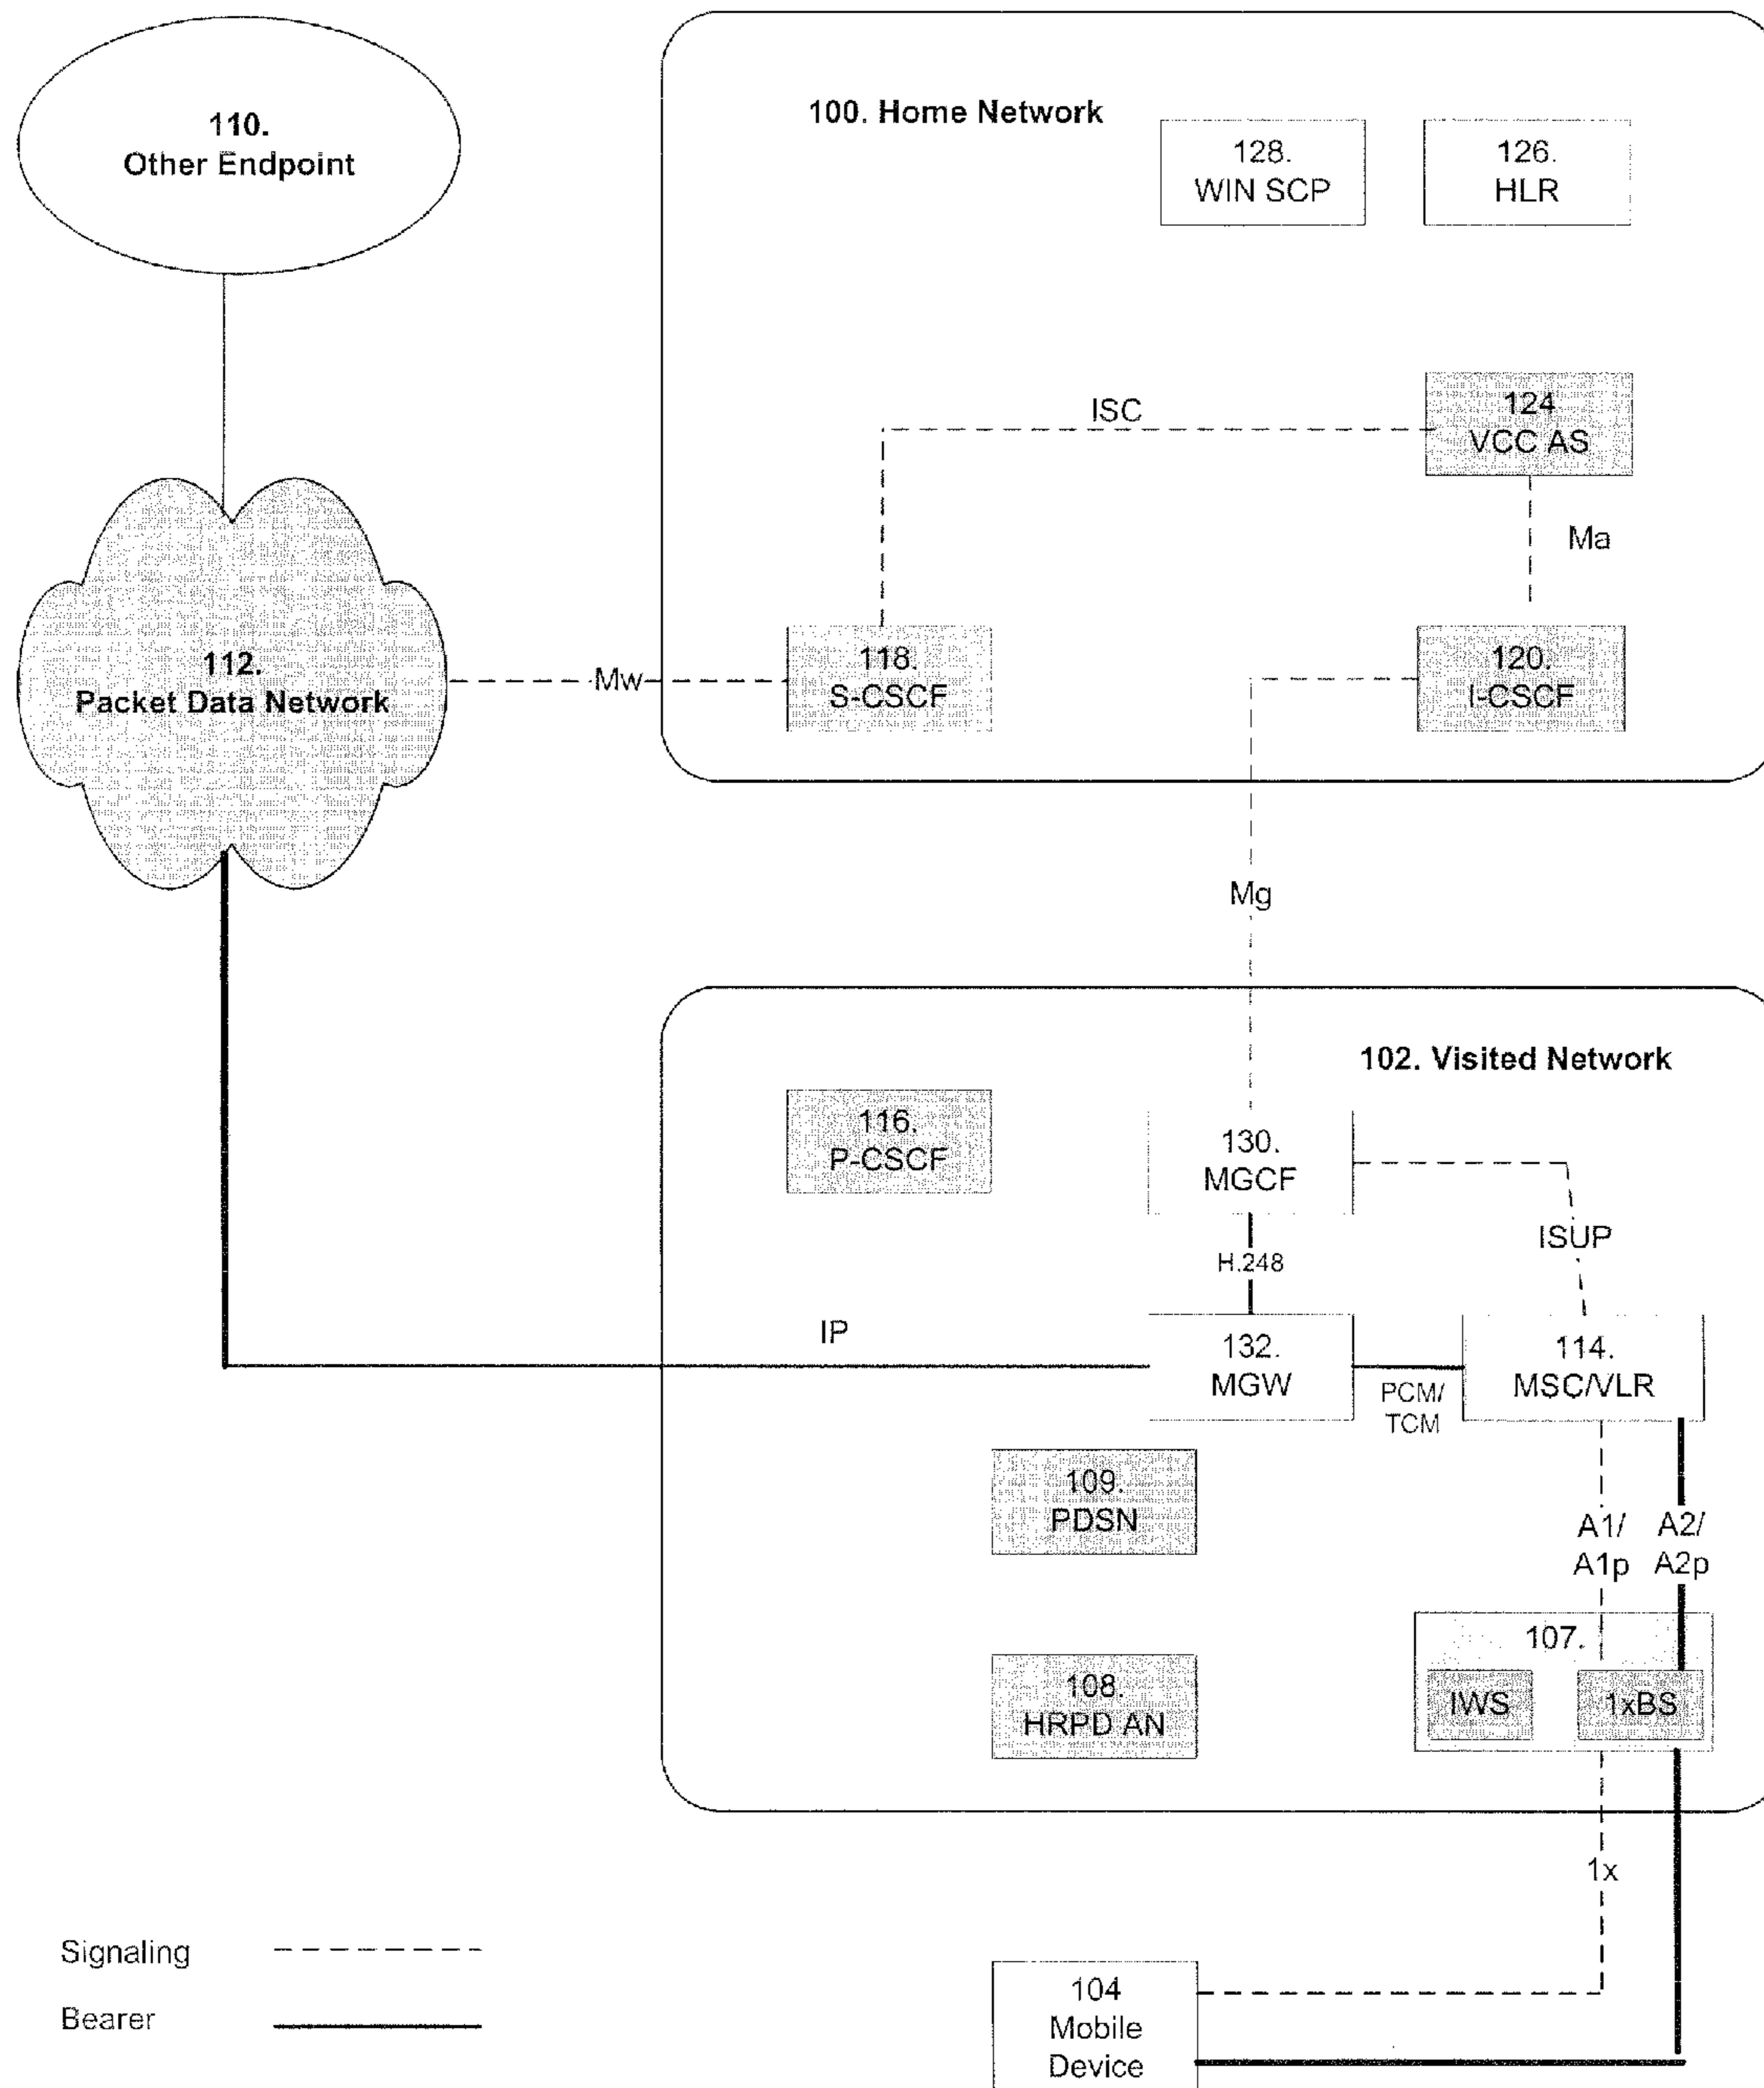 110.
Other Endpoint
100. Home Network
128.
WIN SCP
126.
HLR
124.
VCC AS
ISC
Ma
112.
Packet Data Network
Mw
118.
S-CSCF
120.
I-CSCF
Mg
102. Visited Network
116.
P-CSCF
130.
MGCF
ISUP
H.248
IP
132.
MGW
PCM/
TCM
114.
MSC/VLR
109.
PDSN
A1/
A1p
A2/
A2p
108.
HRPD AN
107.
IWS
1xBS
1x
Signaling
Bearer
104
Mobile
Device